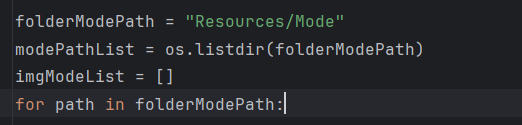 folderModePath = "Resources/Mode"
modePathList = os.listdir(folderModePath)
imgModeList = []
for path in folderModePath: